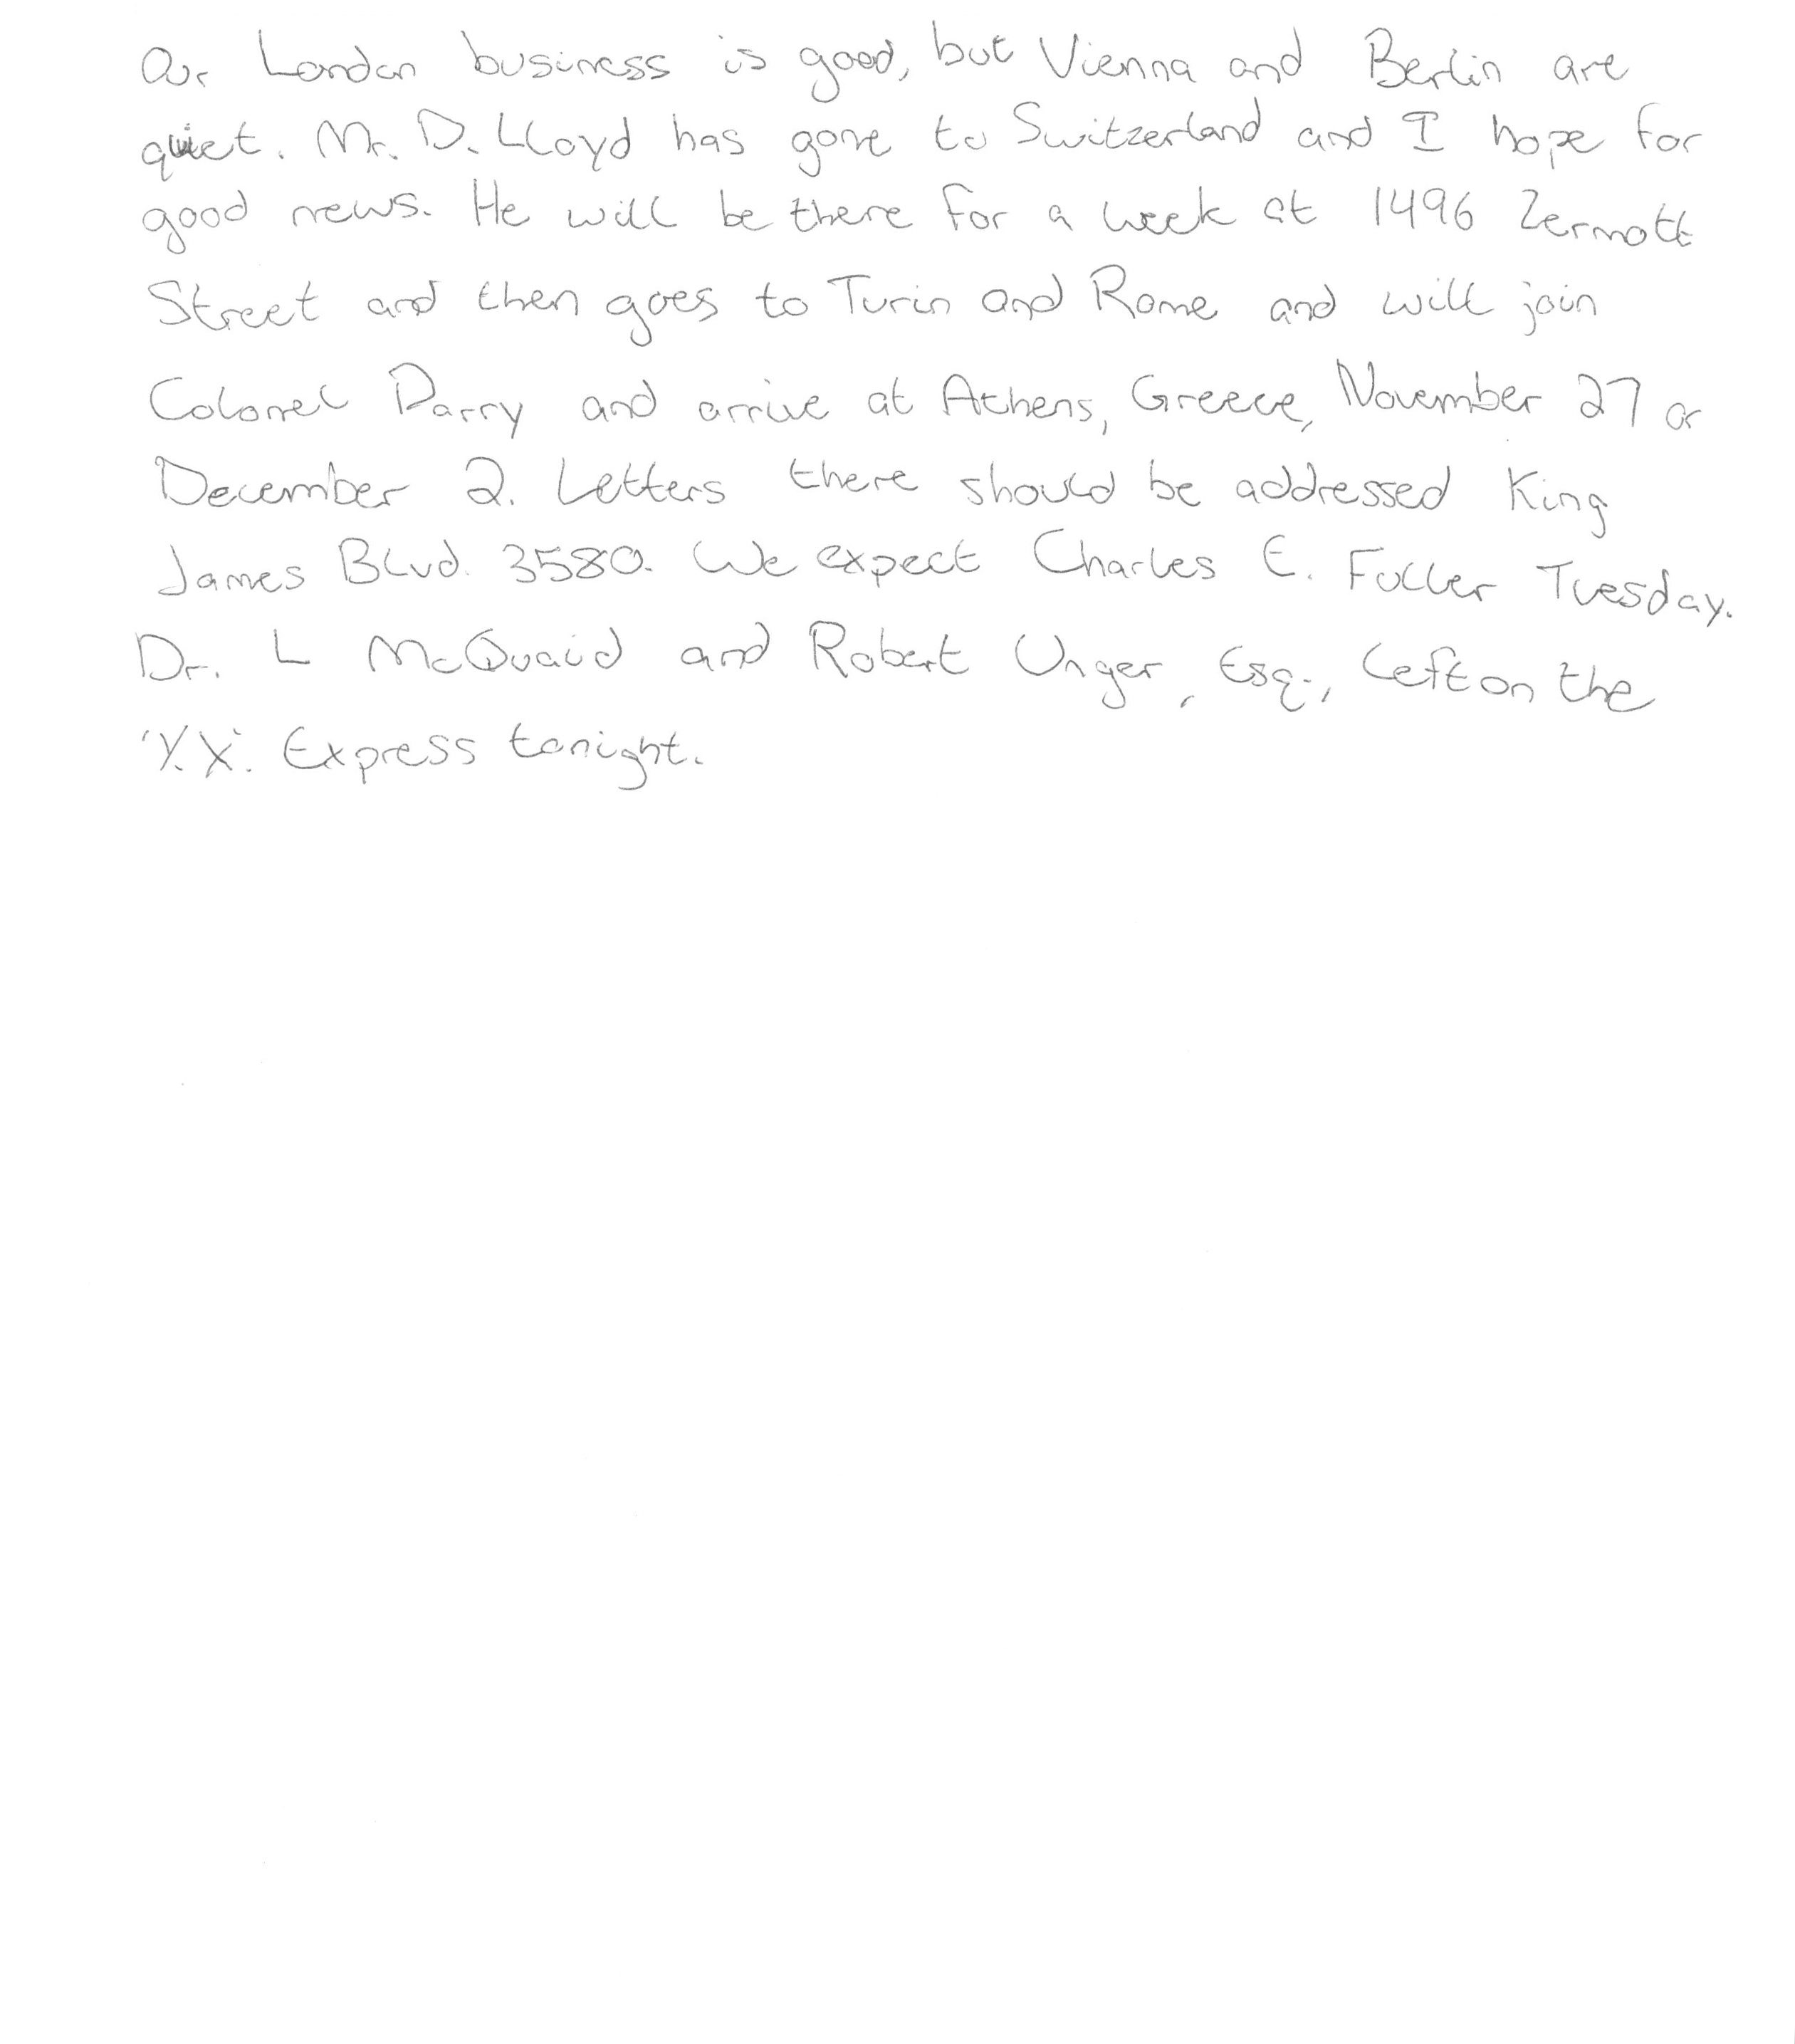 Our London business is good, but Vienna and Berlin are
quiet. Mr. D. Lloyd has gone to Switzerland and I hope for
good news. He will be there for a week at 1496 Zermott
Street and then goes to Turin and Rome and will join
Colonel Parry and arrive at Athens, Greece, November 27 or
December 2. Letters there should be addressed King
James Blvd. 3580. We expect Charles E. Fuller Tuesday.
Dr. L McQuaid and Robert Unger, Esq., left on the
'Y.X.' Express tonight.